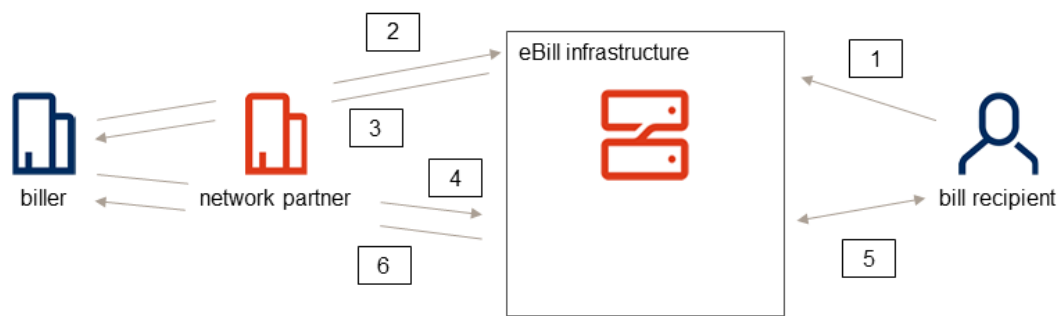 2
eBill infrastructure
1
3
biller
network partner
4
bill recipient
5
6